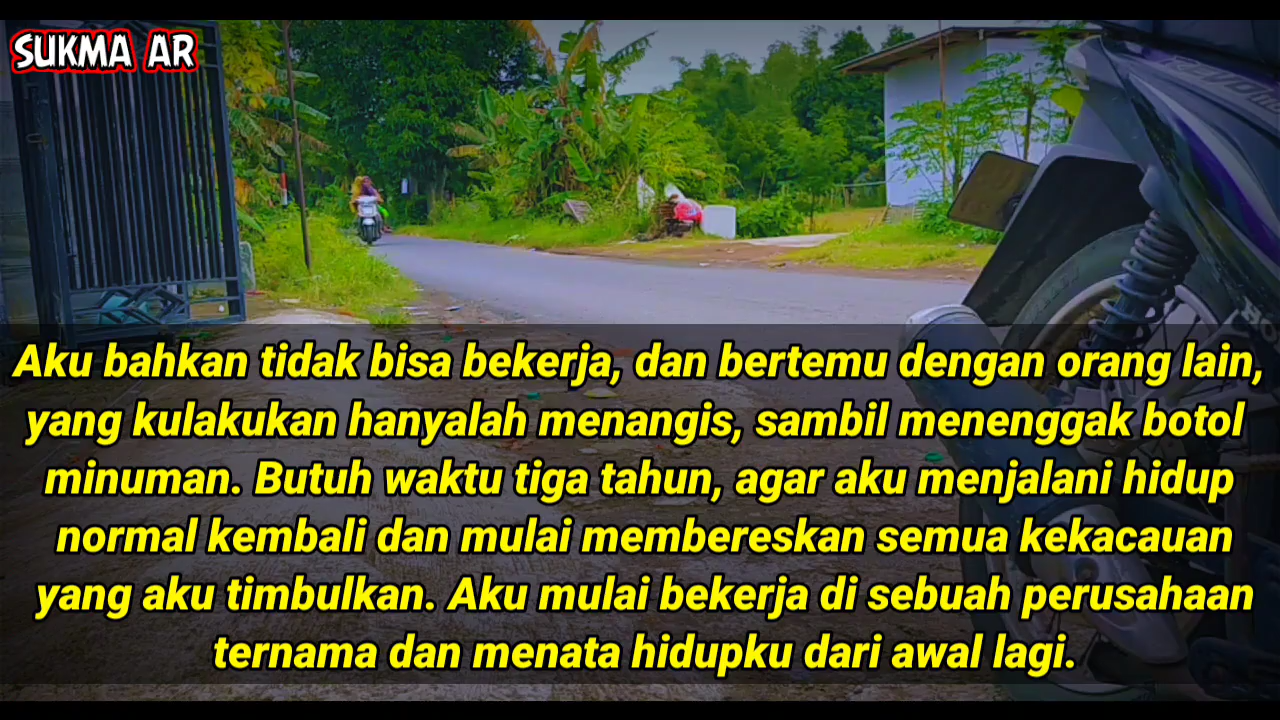 SUKMA AR
Aku bahkan tidak bisa bekerja, dan bertemu dengan orang lain,
yang kulakukan hanyalah menangis, sambil menenggak botol
minuman. Butuh waktu tiga tahun, agar aku menjalani hidup
normal kembali dan mulai membereskan semua kekacauan
yang aku timbulkan. Aku mulai bekerja di sebuah perusahaan
ternama dan menata hidupku dari awal lagi.